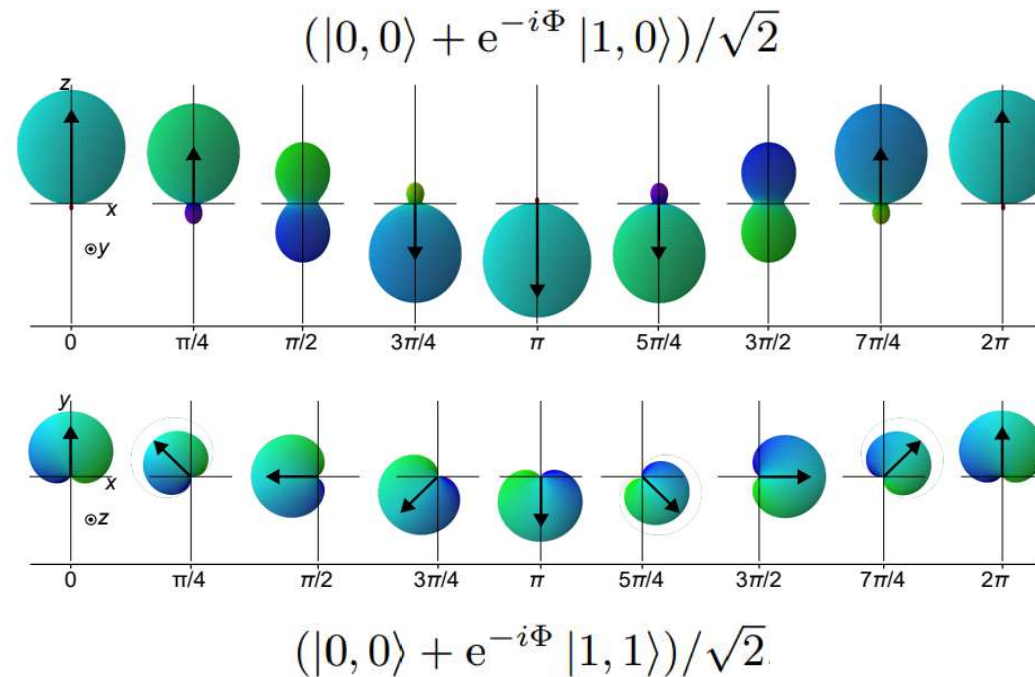 (|0,0⟩ + e^{-iΦ} |1,0⟩)/√2
z
x
⊙y
0 π/4 π/2 3π/4 π 5π/4 3π/2 7π/4 2π
y
x
⊙z
0 π/4 π/2 3π/4 π 5π/4 3π/2 7π/4 2π
(|0,0⟩ + e^{-iΦ} |1,1⟩)/√2